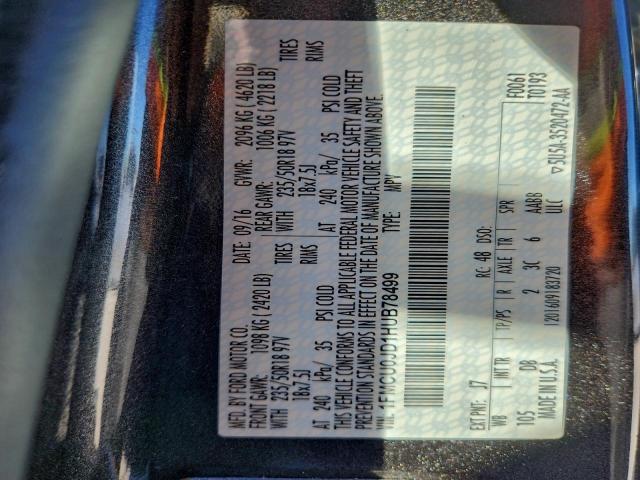 MFD. BY FORD MOTOR CO.
DATE: 09/16 GVWR: 2096 KG ( 4620 LB)
FRONT GAWR: 1098 KG ( 2420 LB) REAR GAWR: 1006 KG ( 2218 LB)
WITH 235/50R18 97V TIRES WITH 235/50R18 97V TIRES
18x7.5J RIMS 18x7.5J RIMS
AT 240 kPa/ 35 PSI COLD AT 240 kPa/ 35 PSI COLD
THIS VEHICLE CONFORMS TO ALL APPLICABLE FEDERAL MOTOR VEHICLE SAFETY AND THEFT
PREVENTION STANDARDS IN EFFECT ON THE DATE OF MANUFACTURE SHOWN ABOVE.
VIN: 1FMCU0JD1HUB78499
TYPE: MPV
F0061
T0193
EXT PNT: J7 RC: 48 DSO:
WB INT TR TP/PS R AXLE TR SPR
105 DB 2 3C 6 AABB
MADE IN U.S.A. ULC
▽5U5A-3520472-AA